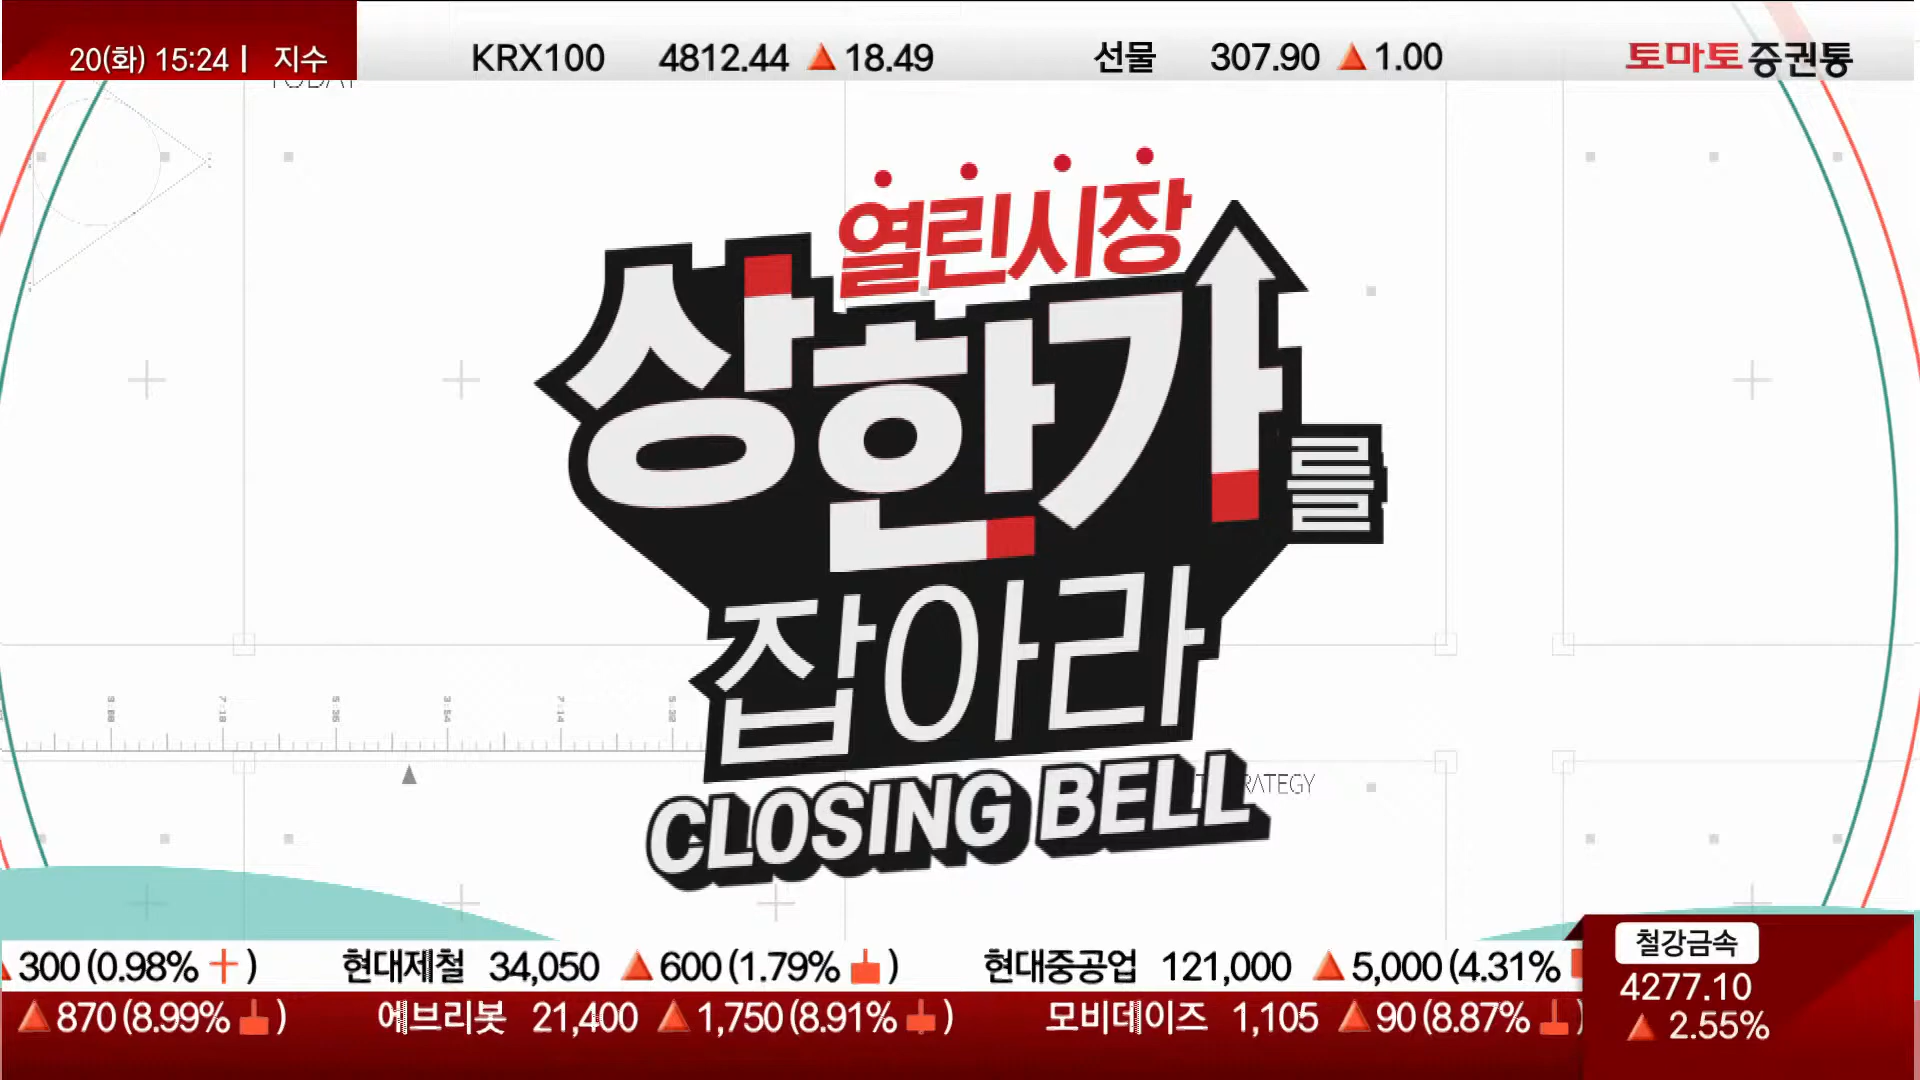 20(화) 15:24 | 지수 KRX100 4812.44 ▲ 18.49 선물 307.90 ▲ 1.00 토마토증권통
TODAY
열린시장
상한가를
잡아라
CLOSING BELL
RATEGY
▲ 300 (0.98%) 현대제철 34,050 ▲ 600 (1.79%) 현대중공업 121,000 ▲ 5,000 (4.31%
▲ 870 (8.99%) 에브리봇 21,400 ▲ 1,750 (8.91%) 모비데이즈 1,105 ▲ 90 (8.87%)
철강금속
4277.10
▲ 2.55%